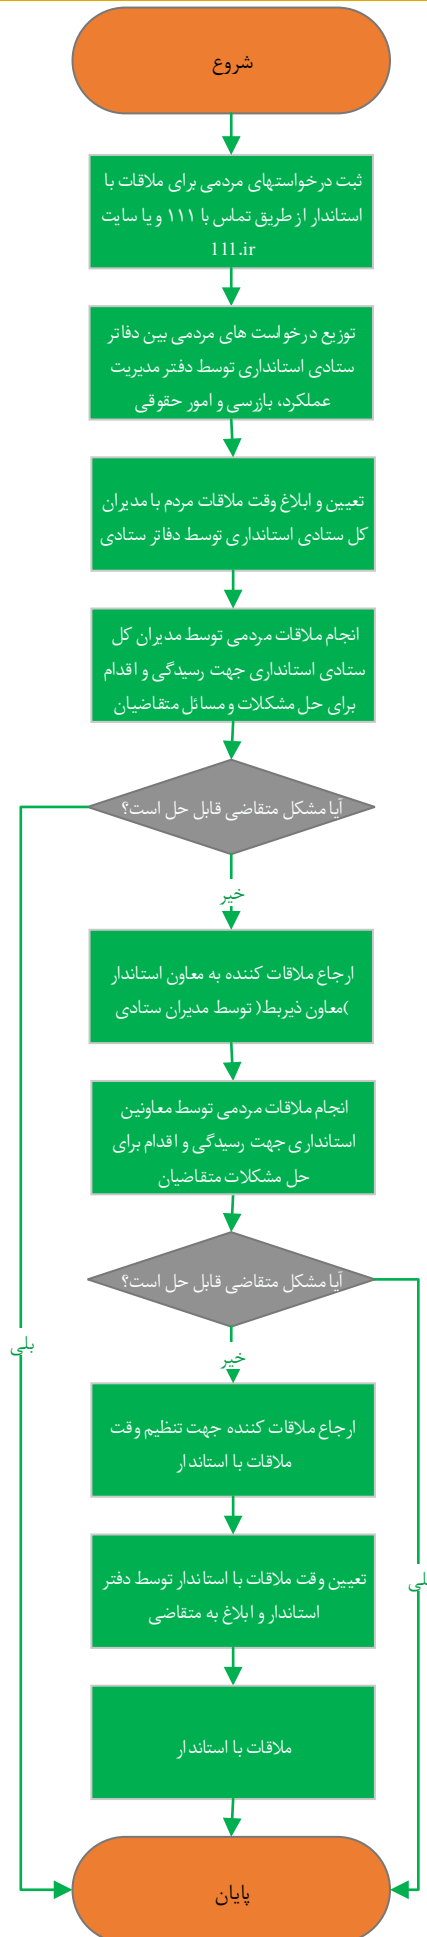 شروع
ثبت درخواستهای مردمی برای ملاقات با
استاندار از طریق تماس با ۱۱۱ و یا سایت
111.ir
توزیع درخواست های مردمی بین دفاتر
ستادی استانداری توسط دفتر مدیریت
عملکرد، بازرسی و امور حقوقی
تعیین و ابلاغ وقت ملاقات مردم با مدیران
کل ستادی استانداری توسط دفاتر ستادی
انجام ملاقات مردمی توسط مدیران کل
ستادی استانداری جهت رسیدگی و اقدام
برای حل مشکلات و مسائل متقاضیان
آیا مشکل متقاضی قابل حل است؟
خیر
ارجاع ملاقات کننده به معاون استاندار
)معاون ذیربط( توسط مدیران ستادی
انجام ملاقات مردمی توسط معاونین
استانداری جهت رسیدگی و اقدام برای
حل مشکلات متقاضیان
آیا مشکل متقاضی قابل حل است؟
بلی
خیر
ارجاع ملاقات کننده جهت تنظیم وقت
ملاقات با استاندار
تعیین وقت ملاقات با استاندار توسط دفتر
استاندار و ابلاغ به متقاضی
ملاقات با استاندار
پایان